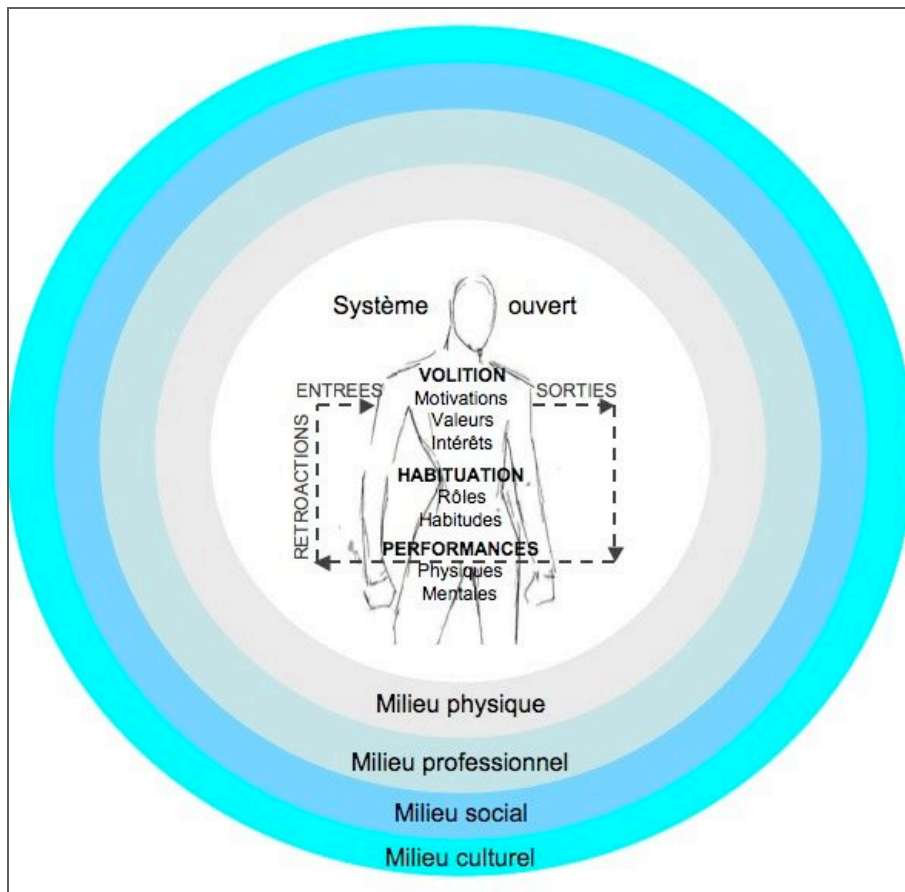 Système ouvert
VOLITION
ENTREES
SORTIES
Motivations
Valeurs
Intérêts
RETROACTIONS
HABITUATION
Rôles
Habitudes
PERFORMANCES
Physiques
Mentales
Milieu physique
Milieu professionnel
Milieu social
Milieu culturel